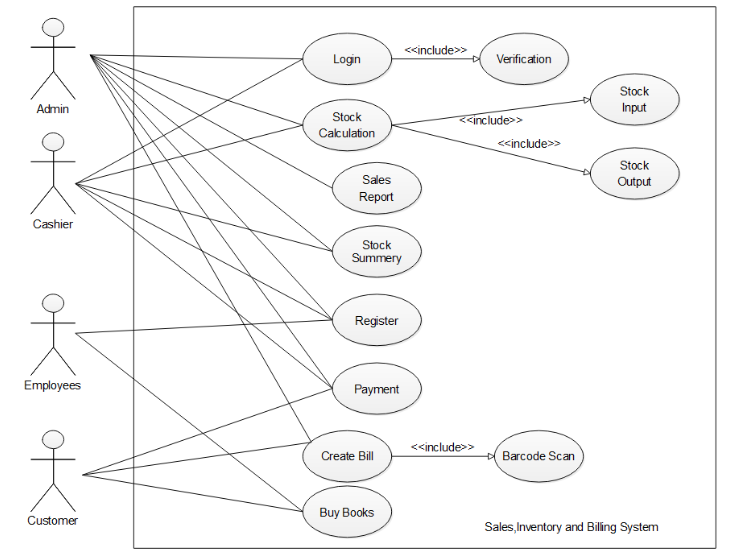 Admin
Cashier
Employees
Customer
Login
<<include>>
Verification
Stock
Calculation
<<include>>
Stock
Input
<<include>>
Stock
Output
Sales
Report
Stock
Summery
Register
Payment
Create Bill
<<include>>
Barcode Scan
Buy Books
Sales,Inventory and Billing System